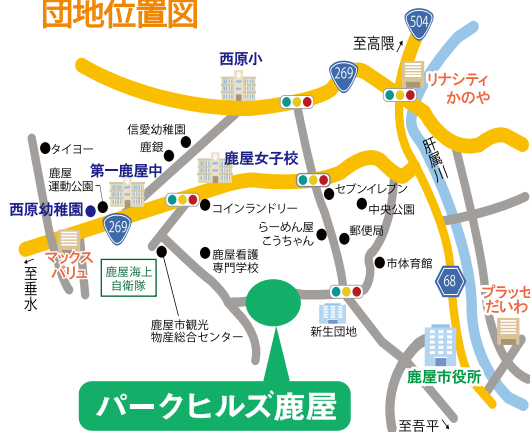 団地位置図
504
至高隈
西原小
269
リナシティ
かのや
信愛幼稚園
タイヨー
鹿銀
肝属川
鹿屋
運動公園
第一鹿屋中
鹿屋女子校
セブンイレブン
西原幼稚園
コインランドリー
中央公園
269
らーめん屋
こうちゃん
郵便局
マックス
バリュ
鹿屋海上
自衛隊
鹿屋看護
専門学校
市体育館
至垂水
68
プラッセ
だいわ
鹿屋市観光
物産総合センター
新生団地
鹿屋市役所
パークヒルズ鹿屋
至吾平